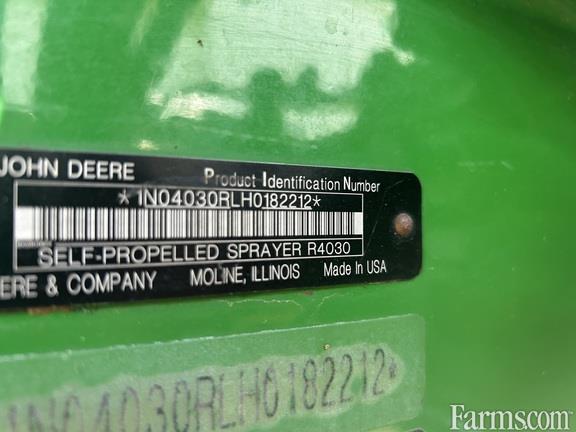 JOHN DEERE Product Identification Number
*1N04030RLH0182212*
SELF-PROPELLED SPRAYER R4030
ERE & COMPANY MOLINE, ILLINOIS Made In USA
1N04030RLH0182212*
Farms.com